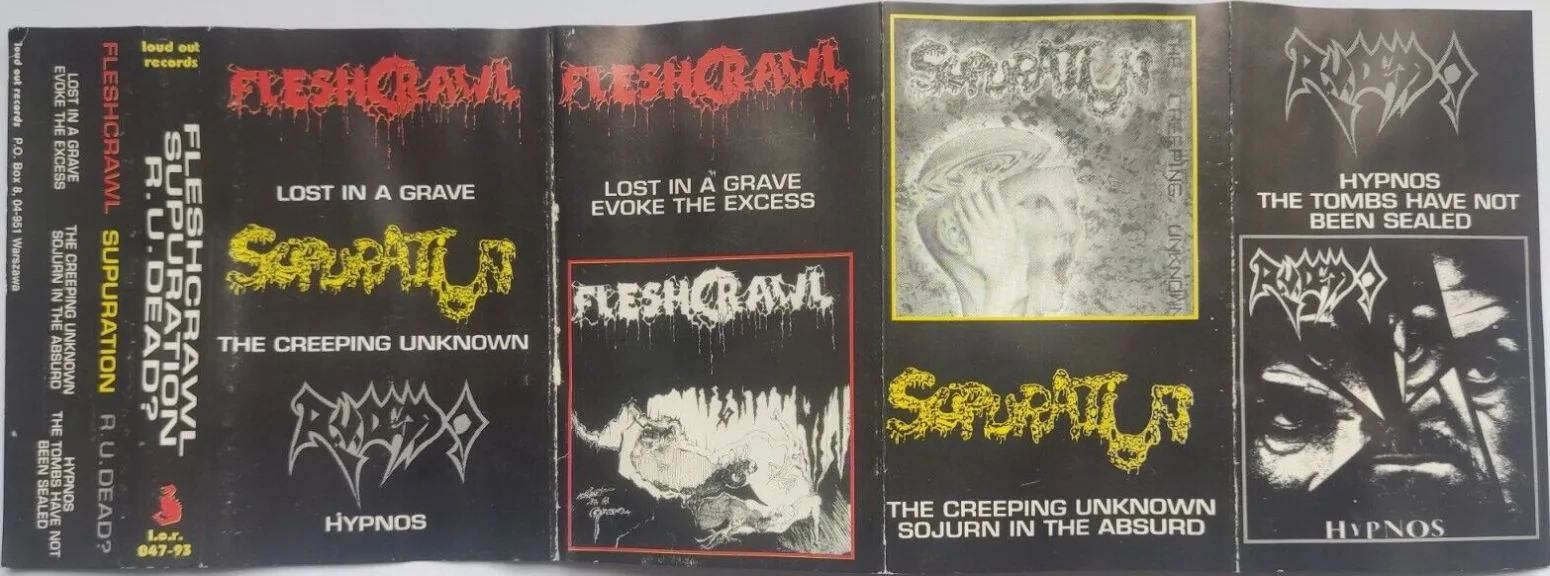 loud out records P.O. Box 8, 04-951 Warszawa
LOST IN A GRAVE
EVOKE THE EXCESS
THE CREEPING UNKNOWN
SOJURN IN THE ABSURD
HYPNOS
THE TOMBS HAVE NOT
BEEN SEALED
FLESHCRAWL SUPURATION R.U.DEAD?
loud out
records
FLESHCRAWL
SUPURATION
R.U.DEAD?
l.o.r.
047-93
FLESHCRAWL
LOST IN A GRAVE
SUPURATION
THE CREEPING UNKNOWN
R.U.DEAD?
HYPNOS
FLESHCRAWL
LOST IN A GRAVE
EVOKE THE EXCESS
FLESHCRAWL
SUPURATION
THE CREEPING UNKNOWN
SUPURATION
THE CREEPING UNKNOWN
SOJURN IN THE ABSURD
R.U.DEAD?
HYPNOS
THE TOMBS HAVE NOT
BEEN SEALED
R.U.DEAD?
HYPNOS